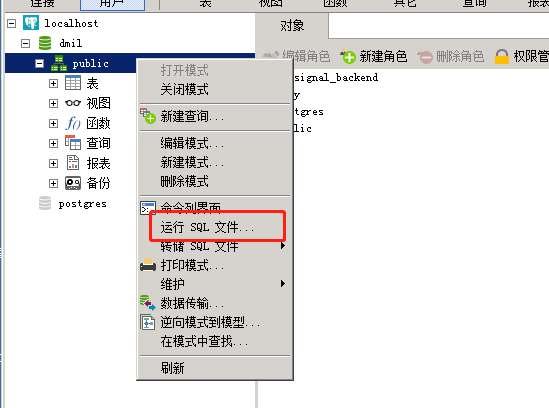 连接 用户 表 视图 函数 其它 查询 报表
localhost
dmil
public
表
视图
函数
查询
报表
备份
postgres
对象
编辑角色 新建角色 删除角色 权限管
signal_backend
打开模式
关闭模式
新建查询...
编辑模式...
新建模式...
删除模式
命令列界面
运行 SQL 文件...
转储 SQL 文件
打印模式...
维护
数据传输...
逆向模式到模型...
在模式中查找...
刷新